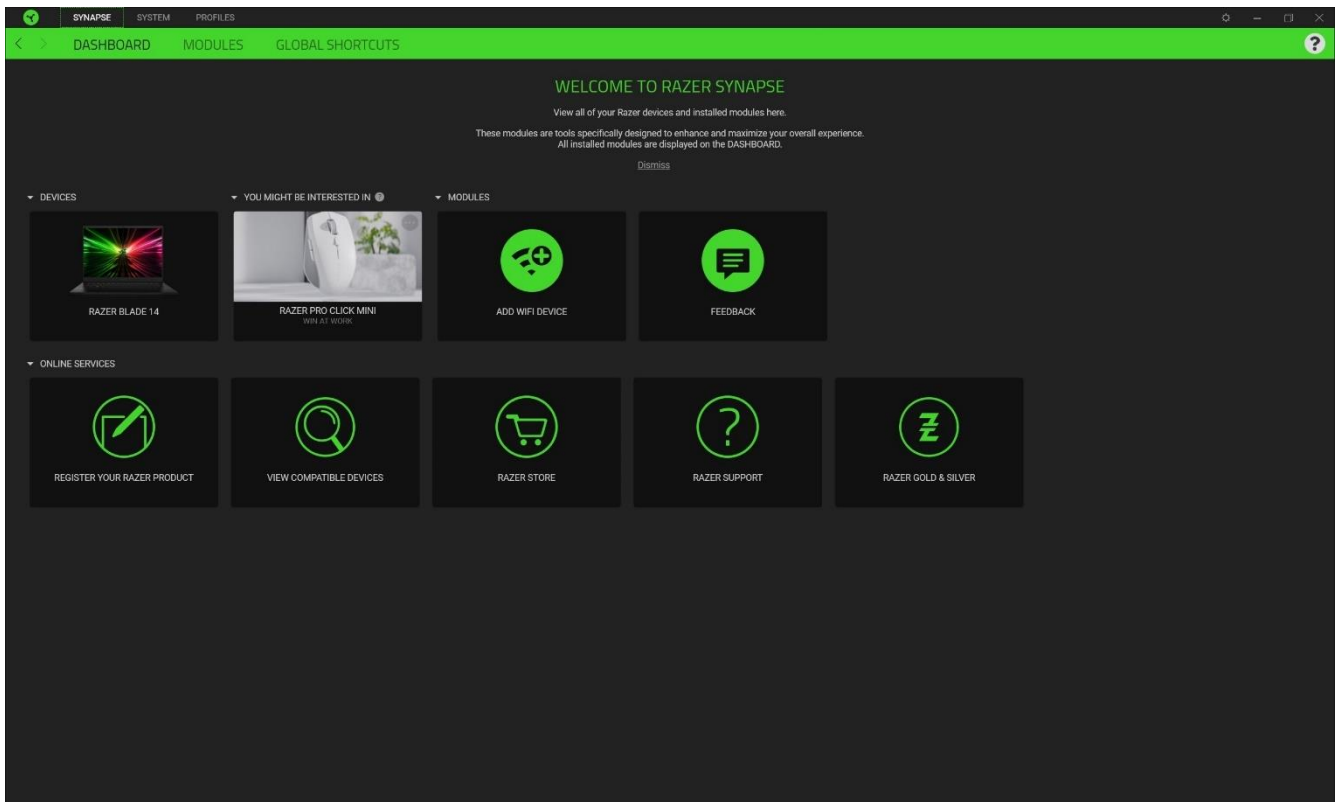 SYNAPSE SYSTEM PROFILES
DASHBOARD MODULES GLOBAL SHORTCUTS
?
WELCOME TO RAZER SYNAPSE
View all of your Razer devices and installed modules here.
These modules are tools specifically designed to enhance and maximize your overall experience.
All installed modules are displayed on the DASHBOARD.
Dismiss
DEVICES
YOU MIGHT BE INTERESTED IN ?
MODULES
RAZER BLADE 14
RAZER PRO CLICK MINI
WIN AT WORK
ADD WIFI DEVICE
FEEDBACK
ONLINE SERVICES
REGISTER YOUR RAZER PRODUCT
VIEW COMPATIBLE DEVICES
RAZER STORE
RAZER SUPPORT
RAZER GOLD & SILVER